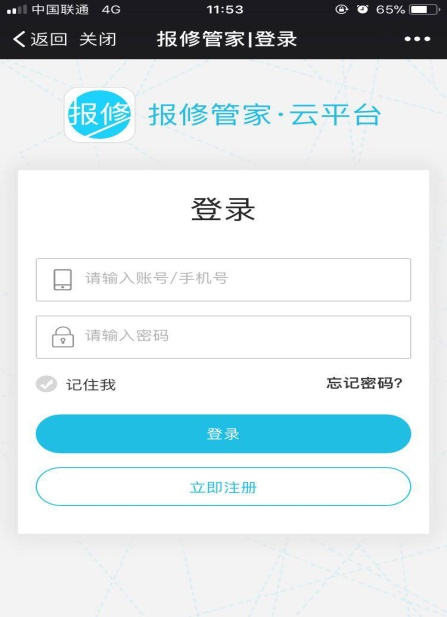 中国联通 4G 11:53 65%
返回 关闭 报修管家|登录
报修 报修管家·云平台
登录
请输入账号/手机号
请输入密码
记住我 忘记密码?
登录
立即注册